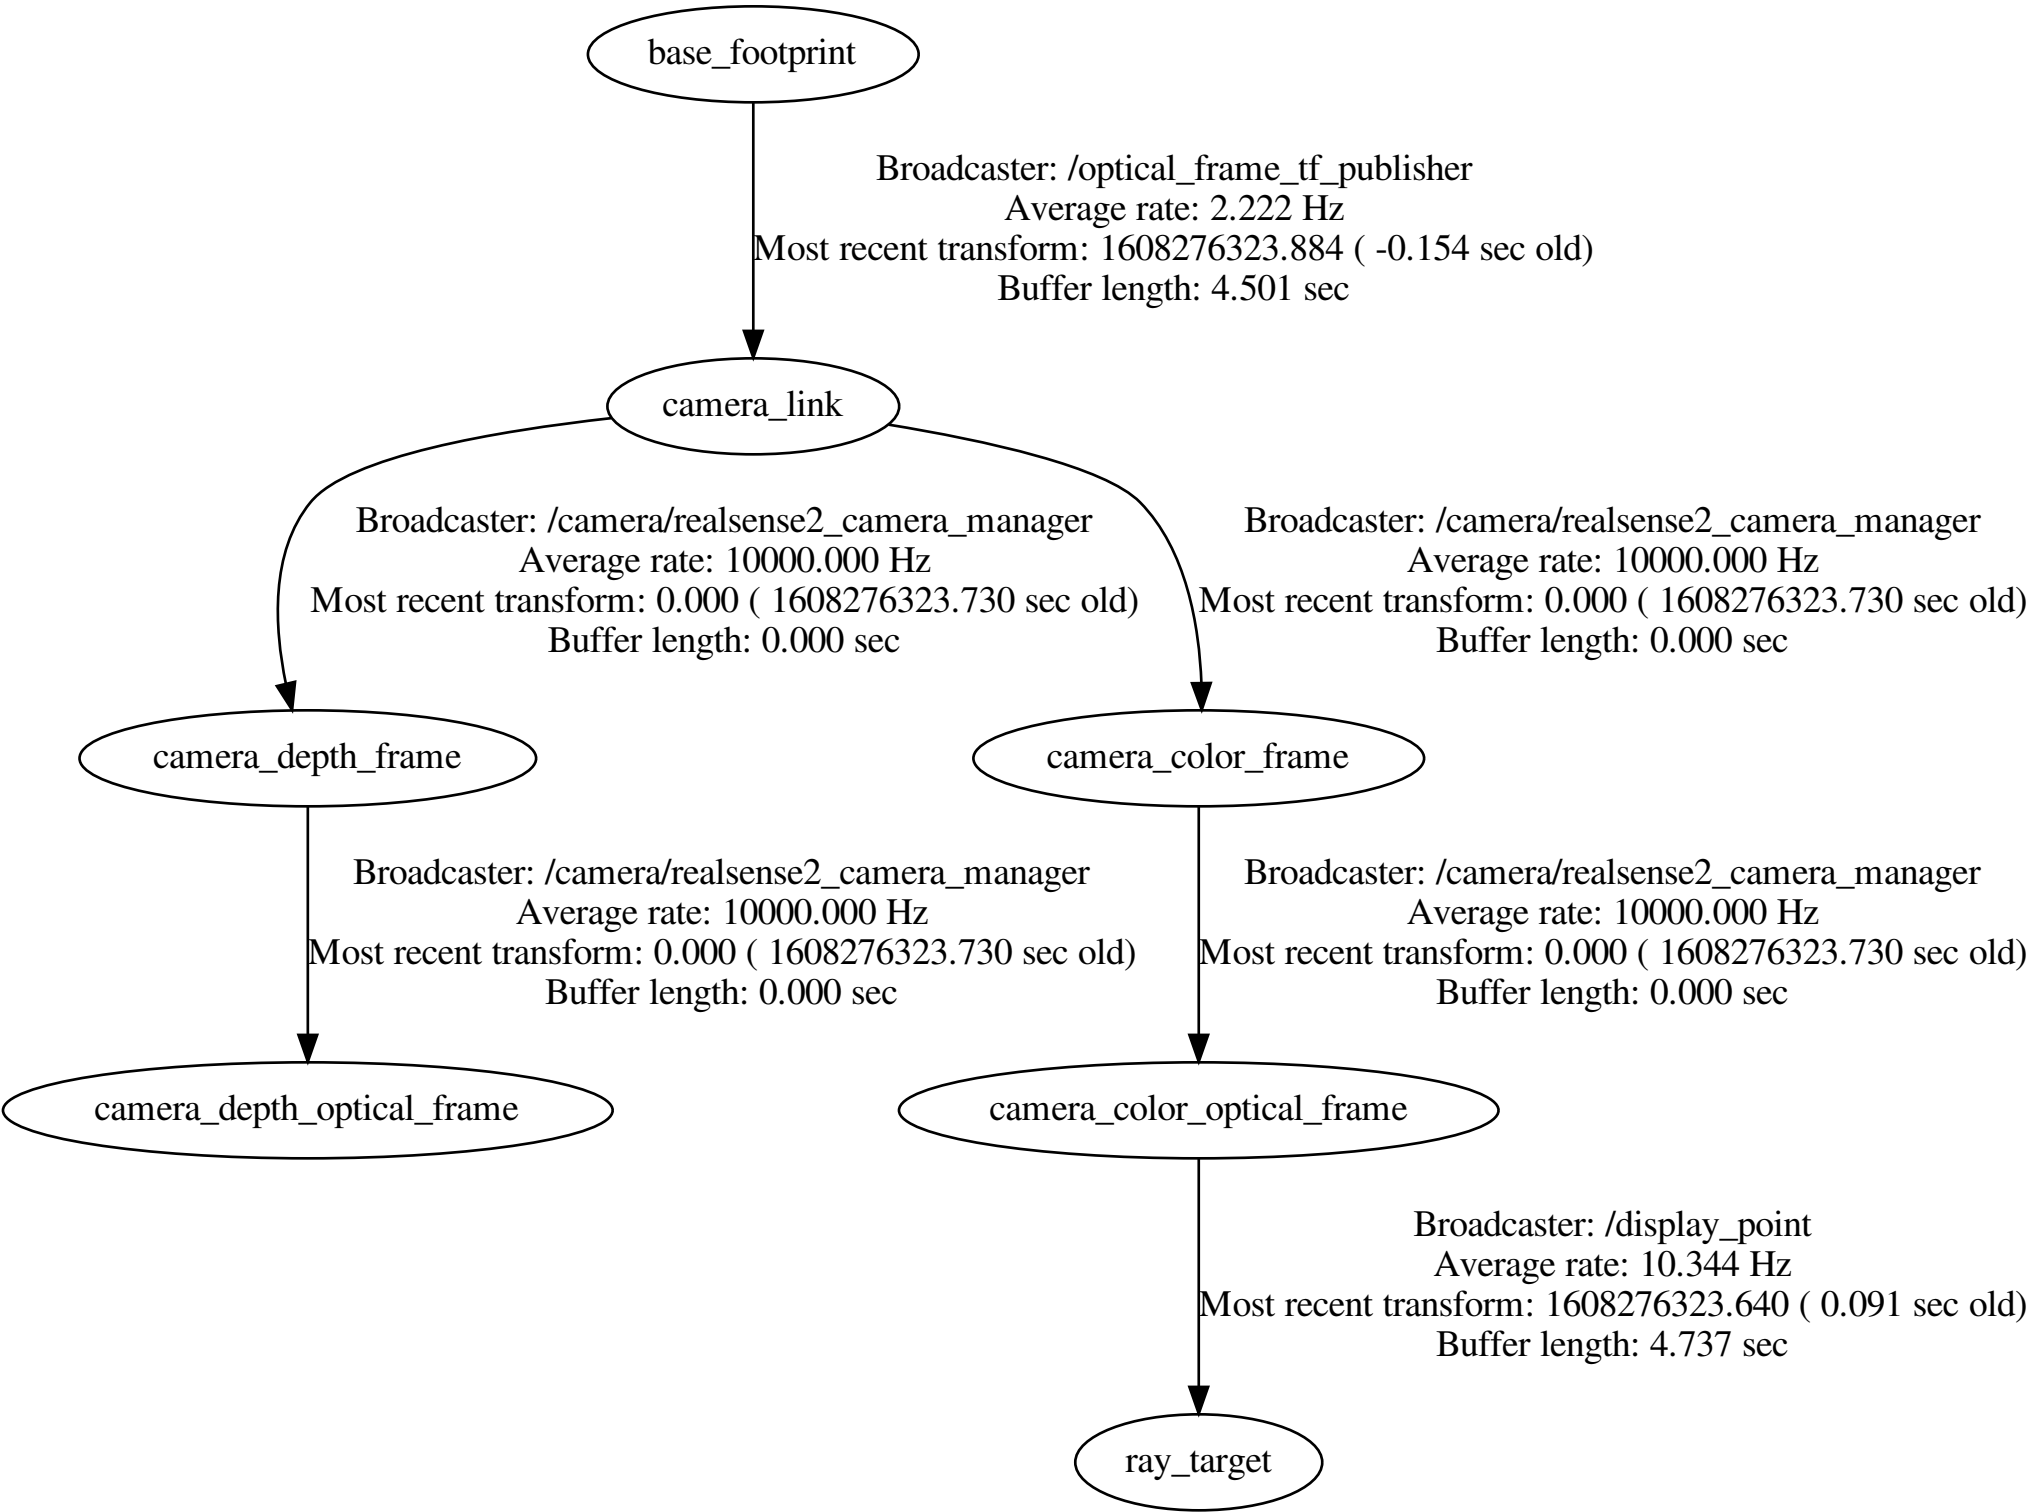 base_footprint
Broadcaster: /optical_frame_tf_publisher
Average rate: 2.222 Hz
Most recent transform: 1608276323.884 ( -0.154 sec old)
Buffer length: 4.501 sec
camera_link
Broadcaster: /camera/realsense2_camera_manager
Average rate: 10000.000 Hz
Most recent transform: 0.000 ( 1608276323.730 sec old)
Buffer length: 0.000 sec
Broadcaster: /camera/realsense2_camera_manager
Average rate: 10000.000 Hz
Most recent transform: 0.000 ( 1608276323.730 sec old)
Buffer length: 0.000 sec
camera_depth_frame
camera_color_frame
Broadcaster: /camera/realsense2_camera_manager
Average rate: 10000.000 Hz
Most recent transform: 0.000 ( 1608276323.730 sec old)
Buffer length: 0.000 sec
Broadcaster: /camera/realsense2_camera_manager
Average rate: 10000.000 Hz
Most recent transform: 0.000 ( 1608276323.730 sec old)
Buffer length: 0.000 sec
camera_depth_optical_frame
camera_color_optical_frame
Broadcaster: /display_point
Average rate: 10.344 Hz
Most recent transform: 1608276323.640 ( 0.091 sec old)
Buffer length: 4.737 sec
ray_target